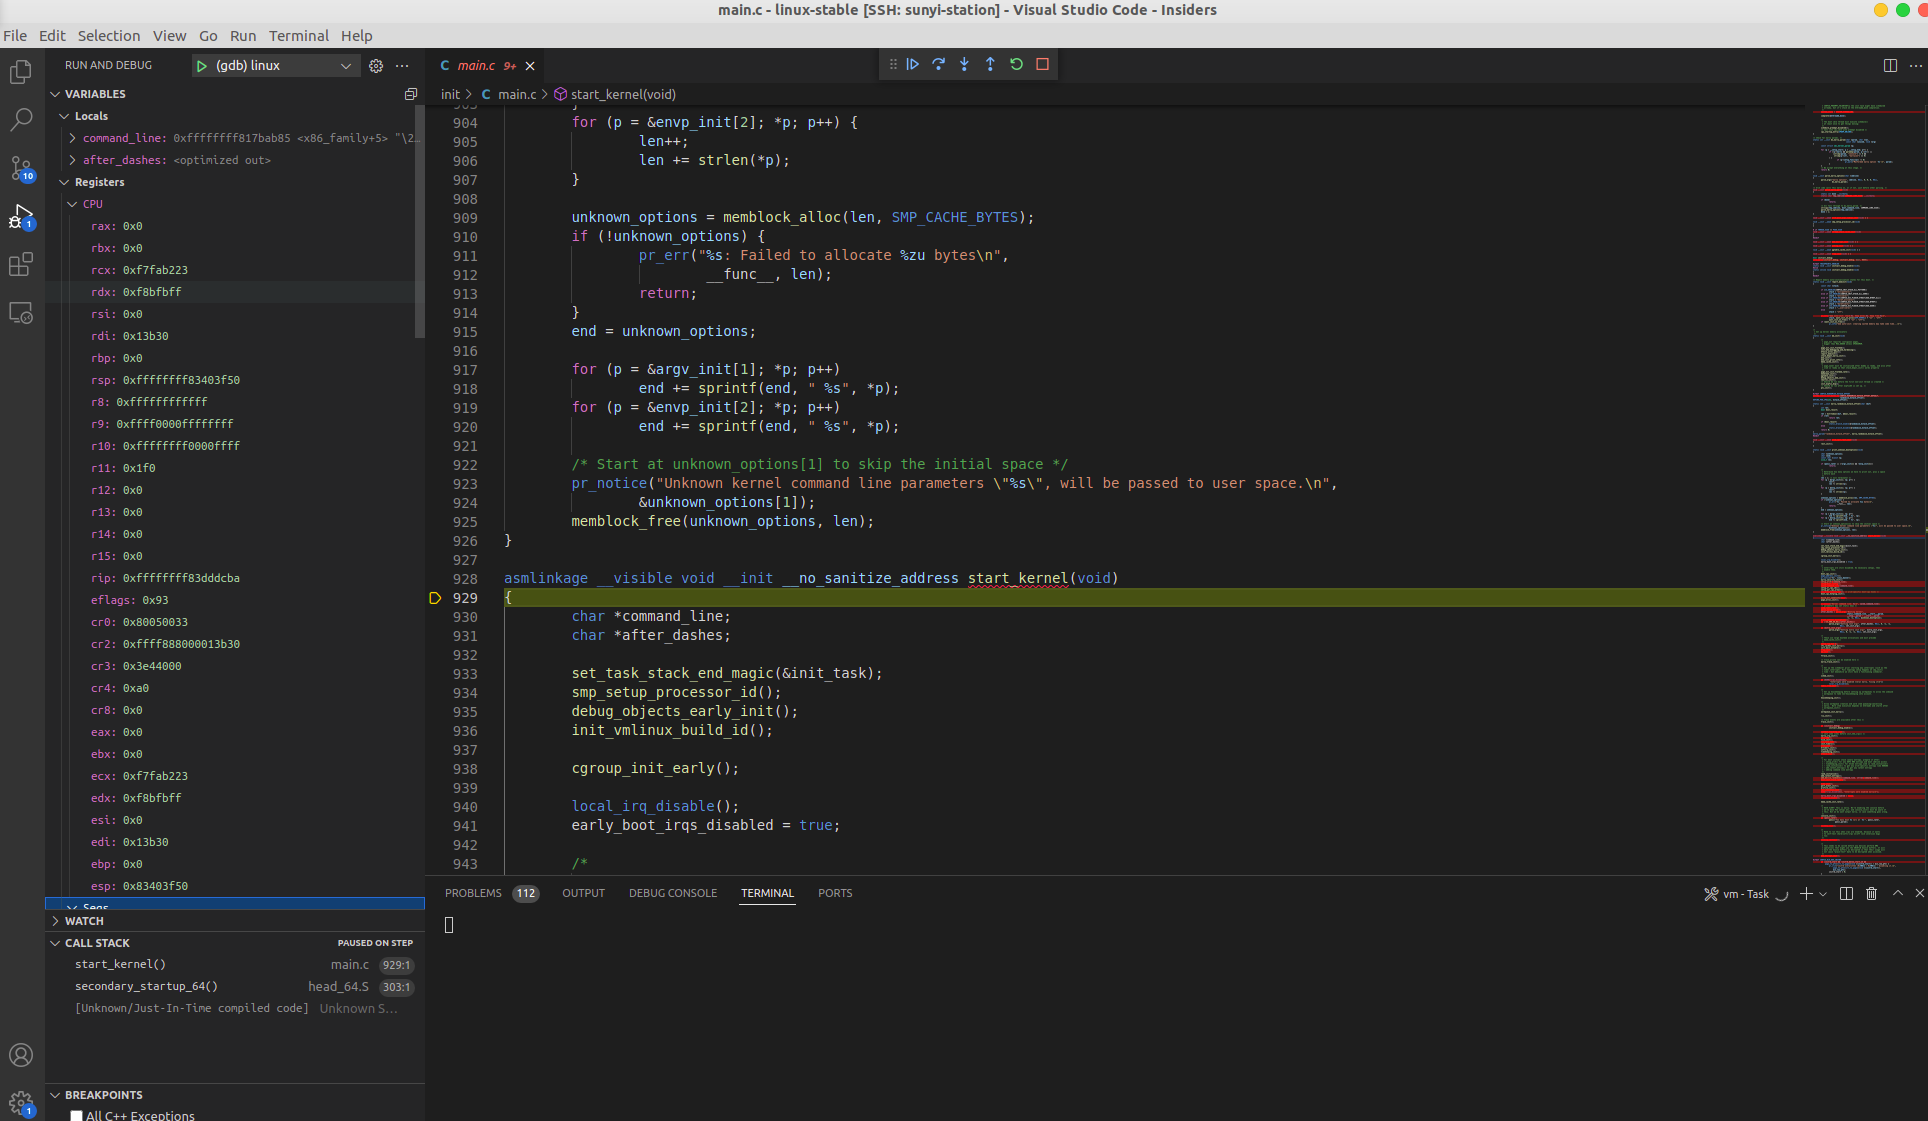 main.c - linux-stable [SSH: sunyi-station] - Visual Studio Code - Insiders
File Edit Selection View Go Run Terminal Help
RUN AND DEBUG
(gdb) linux
VARIABLES
Locals
command_line: 0xffffffff817bab85 <x86_family+5> "\2...
after_dashes: <optimized out>
Registers
CPU
rax: 0x0
rbx: 0x0
rcx: 0xf7fab223
rdx: 0xf8bfbff
rsi: 0x0
rdi: 0x13b30
rbp: 0x0
rsp: 0xffffffff83403f50
r8: 0xffffffffffff
r9: 0xffff0000ffffffff
r10: 0xffffffff0000ffff
r11: 0x1f0
r12: 0x0
r13: 0x0
r14: 0x0
r15: 0x0
rip: 0xffffffff83dddcba
eflags: 0x93
cr0: 0x80050033
cr2: 0xffff888000013b30
cr3: 0x3e44000
cr4: 0xa0
cr8: 0x0
eax: 0x0
ebx: 0x0
ecx: 0xf7fab223
edx: 0xf8bfbff
esi: 0x0
edi: 0x13b30
ebp: 0x0
esp: 0x83403f50
Segs
WATCH
CALL STACK PAUSED ON STEP
start_kernel() main.c 929:1
secondary_startup_64() head_64.S 303:1
[Unknown/Just-In-Time compiled code] Unknown S...
BREAKPOINTS
All C++ Exceptions
10
1
1
C main.c 9+
init > C main.c > start_kernel(void)
903 }
904 for (p = &envp_init[2]; *p; p++) {
905 len++;
906 len += strlen(*p);
907 }
908
909 unknown_options = memblock_alloc(len, SMP_CACHE_BYTES);
910 if (!unknown_options) {
911 pr_err("%s: Failed to allocate %zu bytes\n",
912 __func__, len);
913 return;
914 }
915 end = unknown_options;
916
917 for (p = &argv_init[1]; *p; p++)
918 end += sprintf(end, " %s", *p);
919 for (p = &envp_init[2]; *p; p++)
920 end += sprintf(end, " %s", *p);
921
922 /* Start at unknown_options[1] to skip the initial space */
923 pr_notice("Unknown kernel command line parameters \"%s\", will be passed to user space.\n",
924 &unknown_options[1]);
925 memblock_free(unknown_options, len);
926 }
927
928 asmlinkage __visible void __init __no_sanitize_address start_kernel(void)
929 {
930 char *command_line;
931 char *after_dashes;
932
933 set_task_stack_end_magic(&init_task);
934 smp_setup_processor_id();
935 debug_objects_early_init();
936 init_vmlinux_build_id();
937
938 cgroup_init_early();
939
940 local_irq_disable();
941 early_boot_irqs_disabled = true;
942
943 /*
PROBLEMS 112 OUTPUT DEBUG CONSOLE TERMINAL PORTS
vm - Task